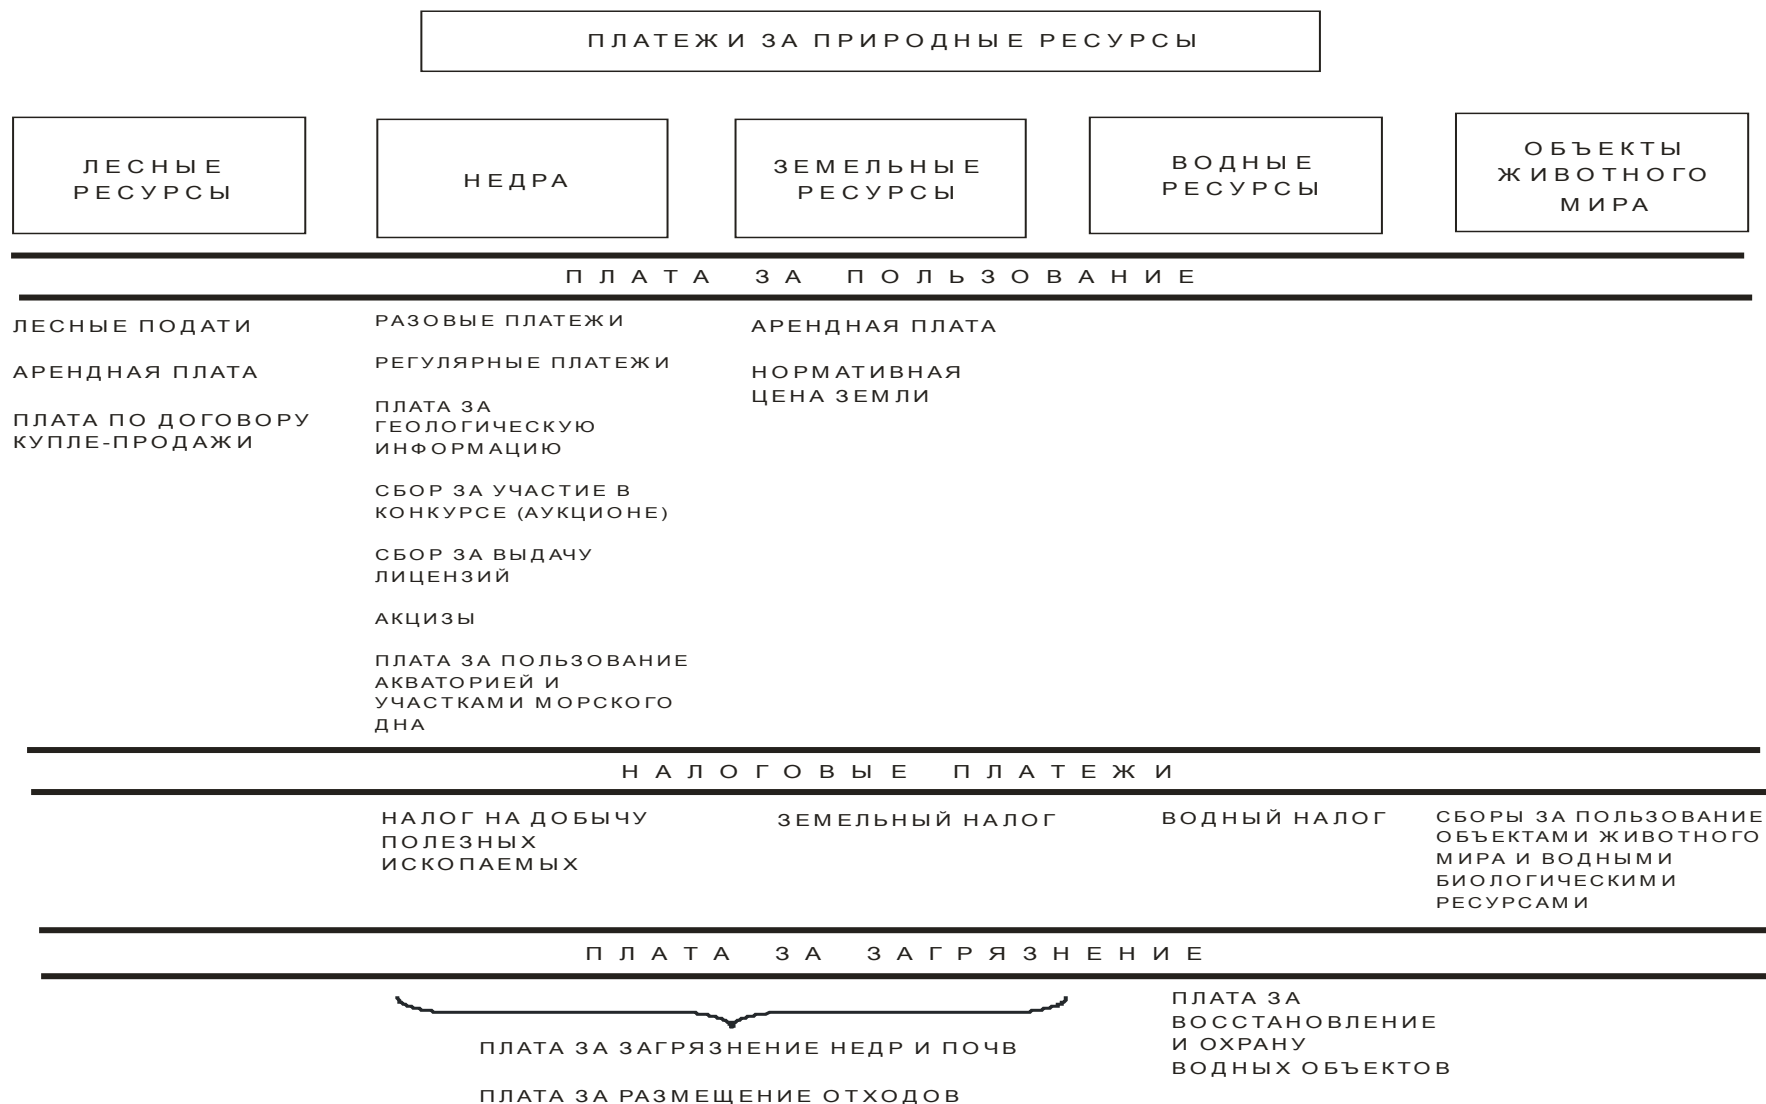 ПЛАТЕЖИ ЗА ПРИРОДНЫЕ РЕСУРСЫ
ЛЕСНЫЕ
РЕСУРСЫ
НЕДРА
ЗЕМЕЛЬНЫЕ
РЕСУРСЫ
ВОДНЫЕ
РЕСУРСЫ
ОБЪЕКТЫ
ЖИВОТНОГО
МИРА
ПЛАТА ЗА ПОЛЬЗОВАНИЕ
ЛЕСНЫЕ ПОДАТИ
АРЕНДНАЯ ПЛАТА
ПЛАТА ПО ДОГОВОРУ
КУПЛЕ-ПРОДАЖИ
РАЗОВЫЕ ПЛАТЕЖИ
РЕГУЛЯРНЫЕ ПЛАТЕЖИ
ПЛАТА ЗА
ГЕОЛОГИЧЕСКУЮ
ИНФОРМАЦИЮ
СБОР ЗА УЧАСТИЕ В
КОНКУРСЕ (АУКЦИОНЕ)
СБОР ЗА ВЫДАЧУ
ЛИЦЕНЗИЙ
АКЦИЗЫ
ПЛАТА ЗА ПОЛЬЗОВАНИЕ
АКВАТОРИЕЙ И
УЧАСТКАМИ МОРСКОГО
ДНА
АРЕНДНАЯ ПЛАТА
НОРМАТИВНАЯ
ЦЕНА ЗЕМЛИ
НАЛОГОВЫЕ ПЛАТЕЖИ
НАЛОГ НА ДОБЫЧУ
ПОЛЕЗНЫХ
ИСКОПАЕМЫХ
ЗЕМЕЛЬНЫЙ НАЛОГ
ВОДНЫЙ НАЛОГ
СБОРЫ ЗА ПОЛЬЗОВАНИЕ
ОБЪЕКТАМИ ЖИВОТНОГО
МИРА И ВОДНЫМИ
БИОЛОГИЧЕСКИМИ
РЕСУРСАМИ
ПЛАТА ЗА ЗАГРЯЗНЕНИЕ
ПЛАТА ЗА ЗАГРЯЗНЕНИЕ НЕДР И ПОЧВ
ПЛАТА ЗА РАЗМЕЩЕНИЕ ОТХОДОВ
ПЛАТА ЗА
ВОССТАНОВЛЕНИЕ
И ОХРАНУ
ВОДНЫХ ОБЪЕКТОВ